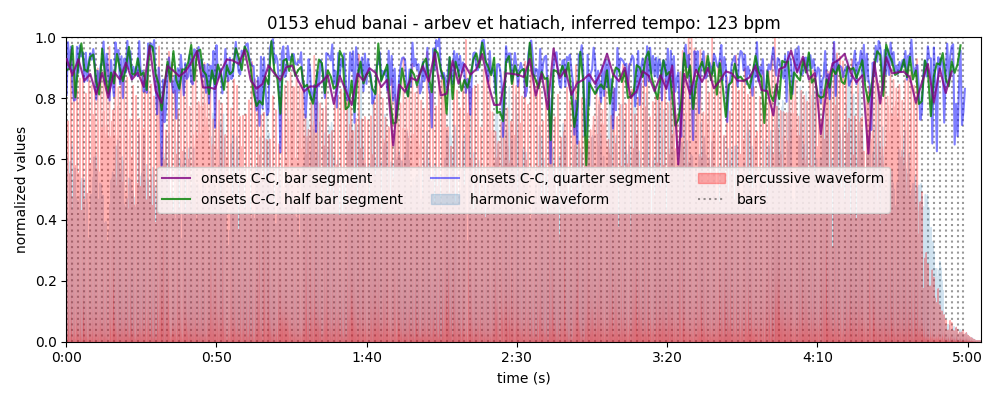 0153 ehud banai - arbev et hatiach, inferred tempo: 123 bpm
normalized values
1.0
0.8
0.6
0.4
0.2
0.0
onsets C-C, bar segment
onsets C-C, half bar segment
onsets C-C, quarter segment
harmonic waveform
percussive waveform
bars
0:00 0:50 1:40 2:30 3:20 4:10 5:00
time (s)